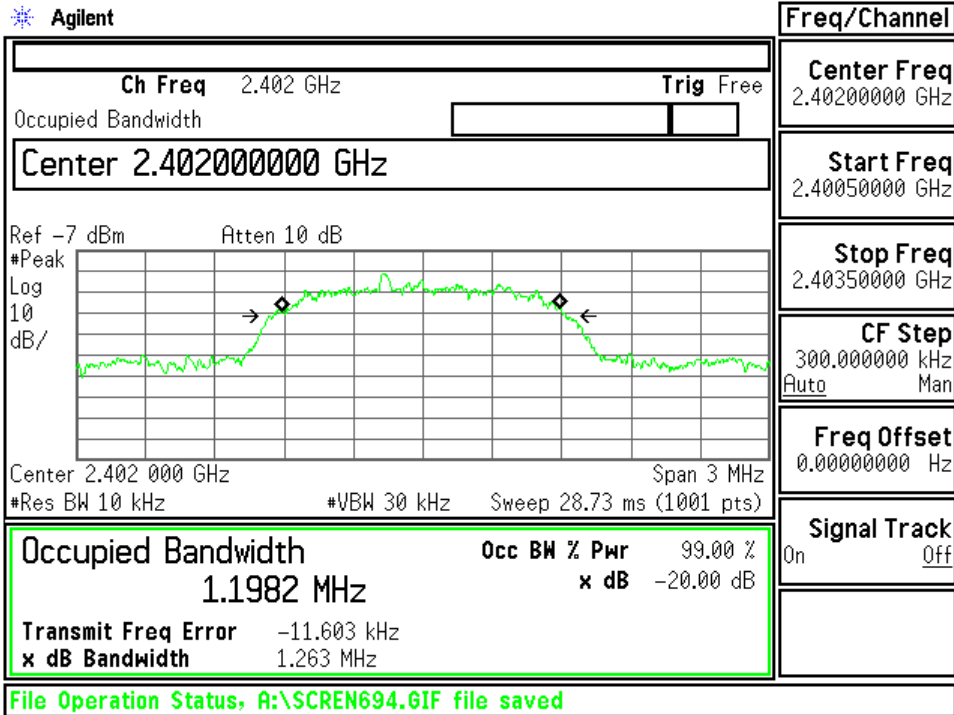 Agilent
Freq/Channel
Ch Freq 2.402 GHz Trig Free
Occupied Bandwidth
Center 2.402000000 GHz
Ref -7 dBm Atten 10 dB
#Peak
Log
10
dB/
Center 2.402 000 GHz Span 3 MHz
#Res BW 10 kHz #VBW 30 kHz Sweep 28.73 ms (1001 pts)
Occupied Bandwidth
1.1982 MHz
Occ BW % Pwr 99.00 %
x dB -20.00 dB
Transmit Freq Error -11.603 kHz
x dB Bandwidth 1.263 MHz
File Operation Status, A:\SCREN694.GIF file saved
Center Freq
2.40200000 GHz
Start Freq
2.40050000 GHz
Stop Freq
2.40350000 GHz
CF Step
300.000000 kHz
Auto Man
Freq Offset
0.00000000 Hz
Signal Track
On Off